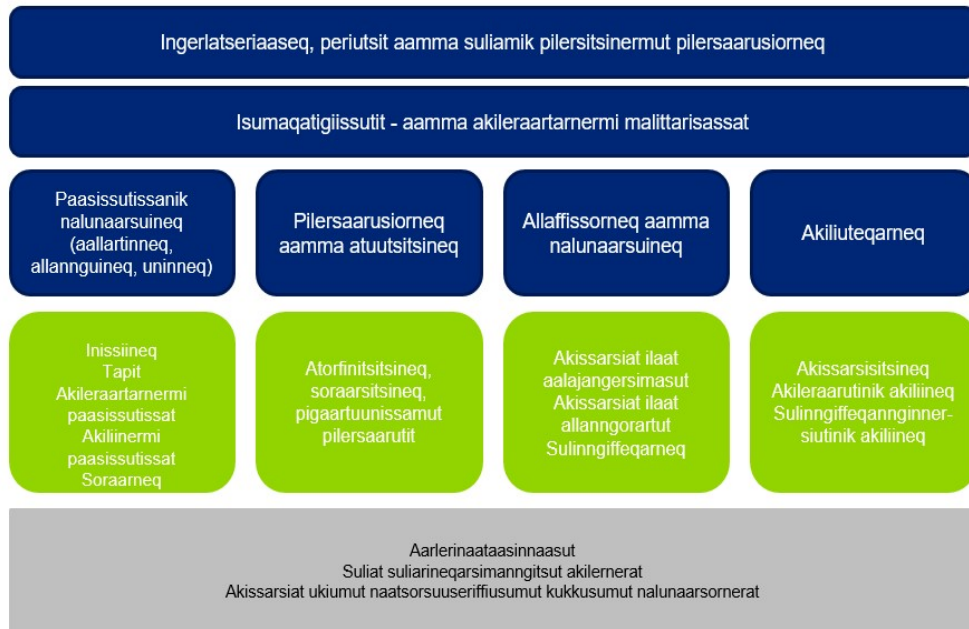 Ingerlatseriaaseq, periutsit aamma suliamik pilersitsinermut pilersaarusiorneq
Isumaqatigiissutit - aamma akileraartarnermi malittarisassat
Paasissutissanik
nalunaarsuineq
(aallartinneq,
allannguineq, uninneq)
Pilersaarusiorneq
aamma atuutsitsineq
Allaffissorneq aamma
nalunaarsuineq
Akiliuteqarneq
Inissiineq
Tapit
Akileraartarnermi
paasissutissat
Akiliinermi
paasissutissat
Soraarneq
Atorfinitsitsineq,
soraarsitsineq,
pigaartuunissamut
pilersaarutit
Akissarsiat ilaat
aalajangersimasut
Akissarsiat ilaat
allanngorartut
Sulinngiffeqarneq
Akissarsisitsineq
Akileraarutinik akiliineq
Sulinngiffeqannginner-
siutinik akiliineq
Aarlerinaataasinnaasut
Suliat suliarineqarsimanngitsut akilernerat
Akissarsiat ukiumut naatsorsuuseriffiusumut kukkusumut nalunaarsornerat